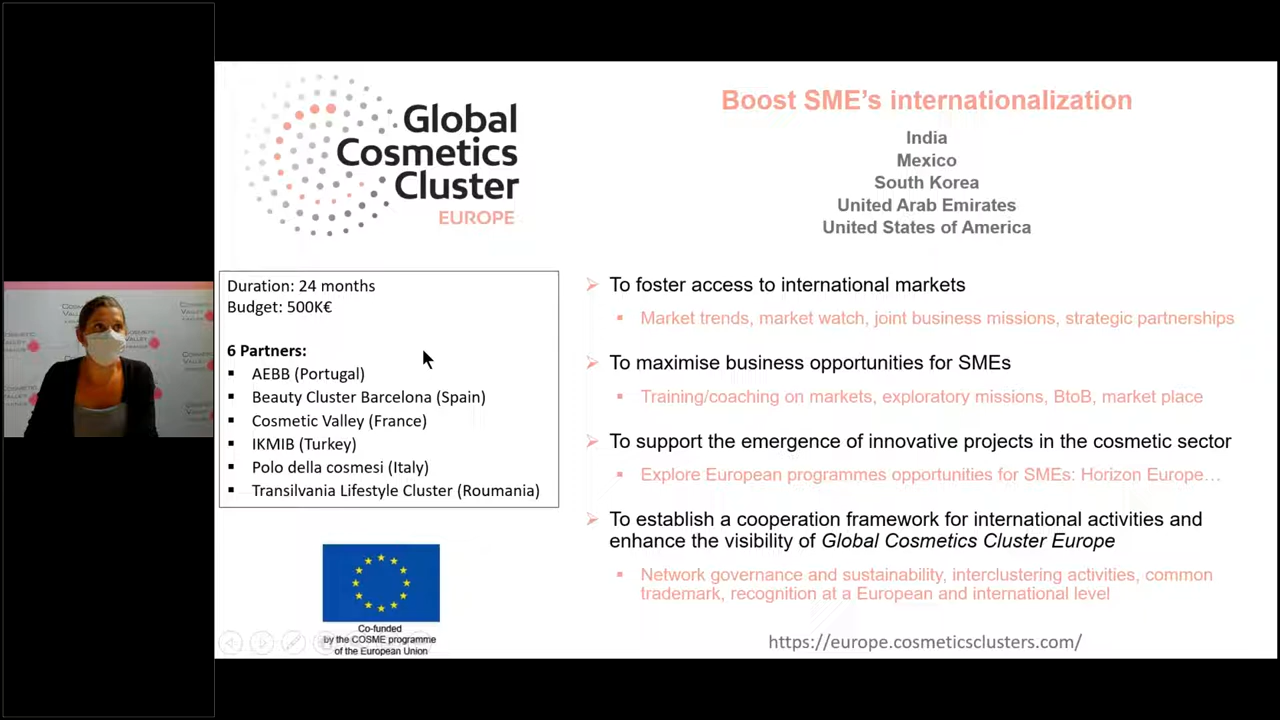 Global
Cosmetics
Cluster
EUROPE
Boost SME's internationalization
India
Mexico
South Korea
United Arab Emirates
United States of America
Duration: 24 months
Budget: 500K€
6 Partners:
▪ AEBB (Portugal)
▪ Beauty Cluster Barcelona (Spain)
▪ Cosmetic Valley (France)
▪ IKMIB (Turkey)
▪ Polo della cosmesi (Italy)
▪ Transilvania Lifestyle Cluster (Roumania)
Co-funded
by the COSME programme
of the European Union
➢ To foster access to international markets
▪ Market trends, market watch, joint business missions, strategic partnerships
➢ To maximise business opportunities for SMEs
▪ Training/coaching on markets, exploratory missions, BtoB, market place
➢ To support the emergence of innovative projects in the cosmetic sector
▪ Explore European programmes opportunities for SMEs: Horizon Europe…
➢ To establish a cooperation framework for international activities and
enhance the visibility of Global Cosmetics Cluster Europe
▪ Network governance and sustainability, interclustering activities, common
trademark, recognition at a European and international level
https://europe.cosmeticsclusters.com/